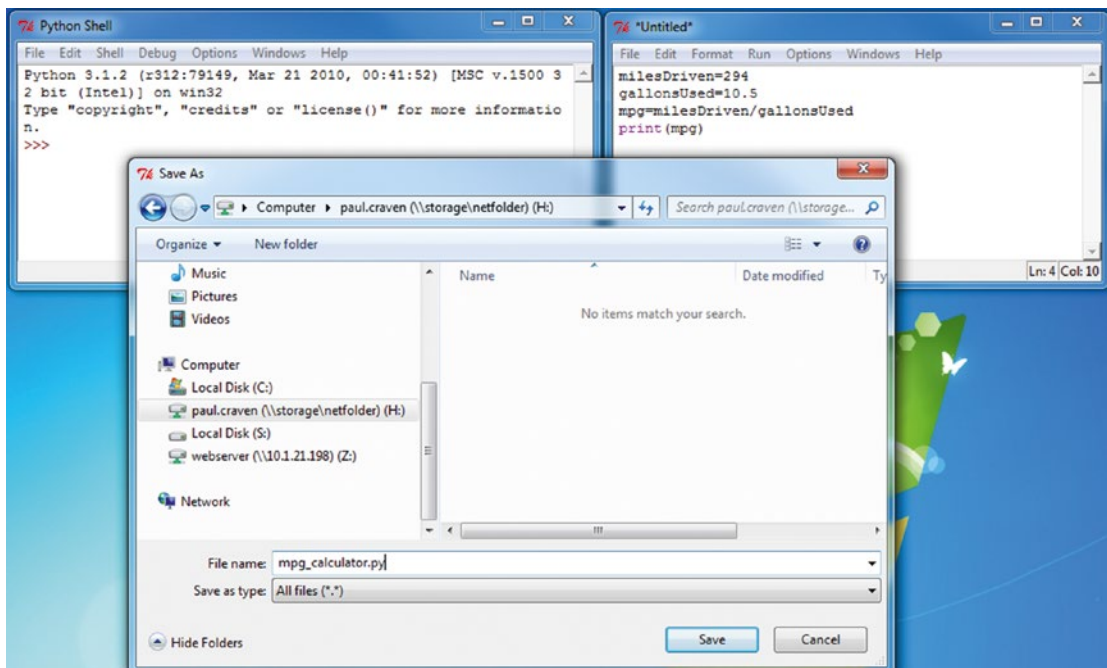 Python Shell
File Edit Shell Debug Options Windows Help
Python 3.1.2 (r312:79149, Mar 21 2010, 00:41:52) [MSC v.1500 3
2 bit (Intel)] on win32
Type "copyright", "credits" or "license()" for more informatio
n.
>>>
*Untitled*
File Edit Format Run Options Windows Help
milesDriven=294
gallonsUsed=10.5
mpg=milesDriven/gallonsUsed
print(mpg)
Ln: 4 Col: 10
Save As
Computer paul.craven (\\storage\netfolder) (H:)
Search paul.craven (\\storage...
Organize New folder
Music
Pictures
Videos
Computer
Local Disk (C:)
paul.craven (\\storage\netfolder) (H:)
Local Disk (S:)
webserver (\\10.1.21.198) (Z:)
Network
Name Date modified Ty
No items match your search.
File name: mpg_calculator.py
Save as type: All files (*.*)
Hide Folders
Save Cancel